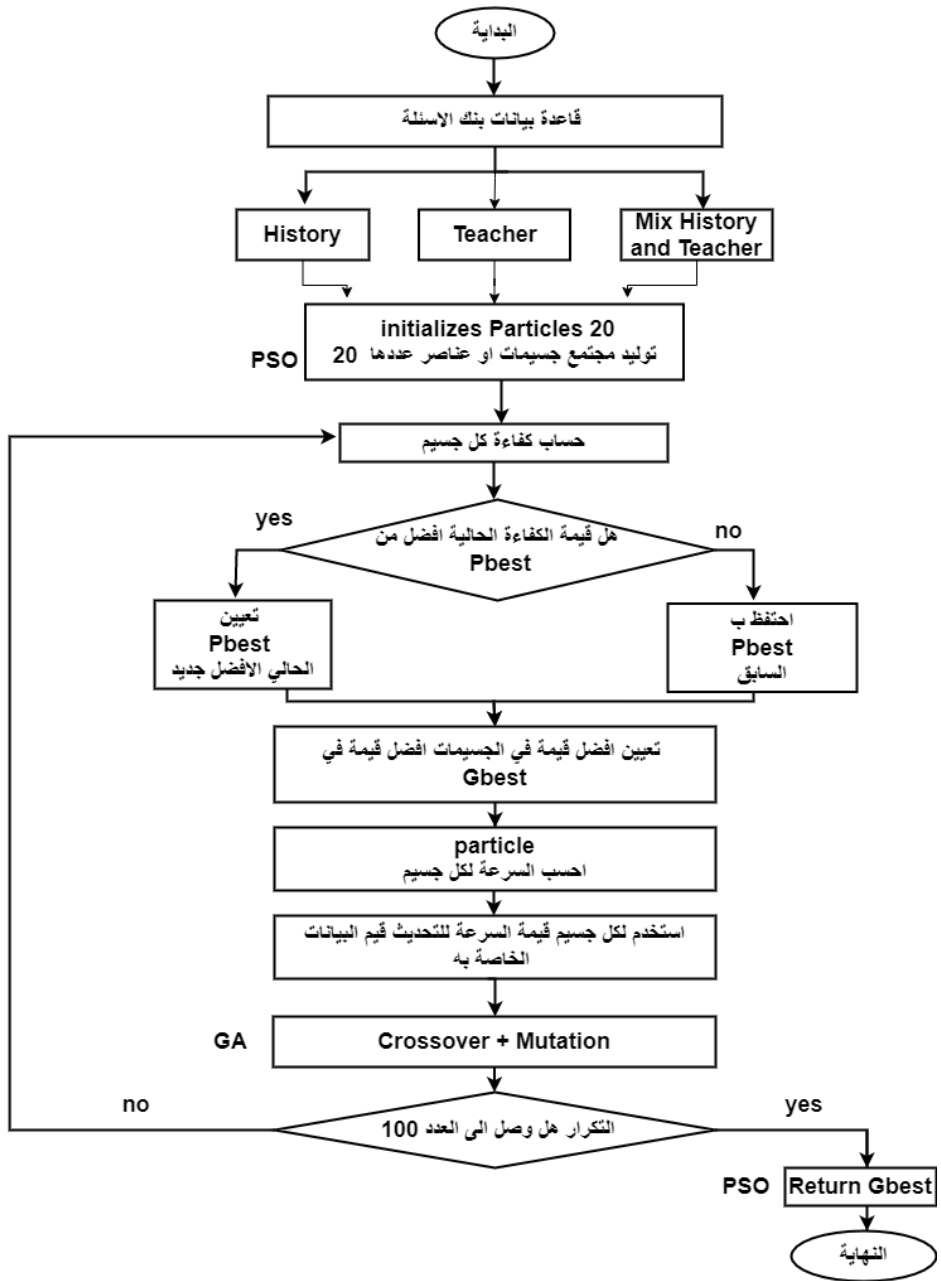 البداية
قاعدة بيانات بنك الاسئلة
History
Teacher
Mix History
and Teacher
initializes Particles 20
توليد مجتمع جسيمات او عناصر عددها 20
PSO
حساب كفاءة كل جسيم
yes
no
هل قيمة الكفاءة الحالية افضل من
Pbest
تعيين
Pbest
الحالي الافضل جديد
احتفظ ب
Pbest
السابق
تعيين افضل قيمة في الجسيمات افضل قيمة في
Gbest
particle
احسب السرعة لكل جسيم
استخدم لكل جسيم قيمة السرعة للتحديث قيم البيانات
الخاصة به
GA
Crossover + Mutation
no
yes
التكرار هل وصل الى العدد 100
PSO
Return Gbest
النهاية